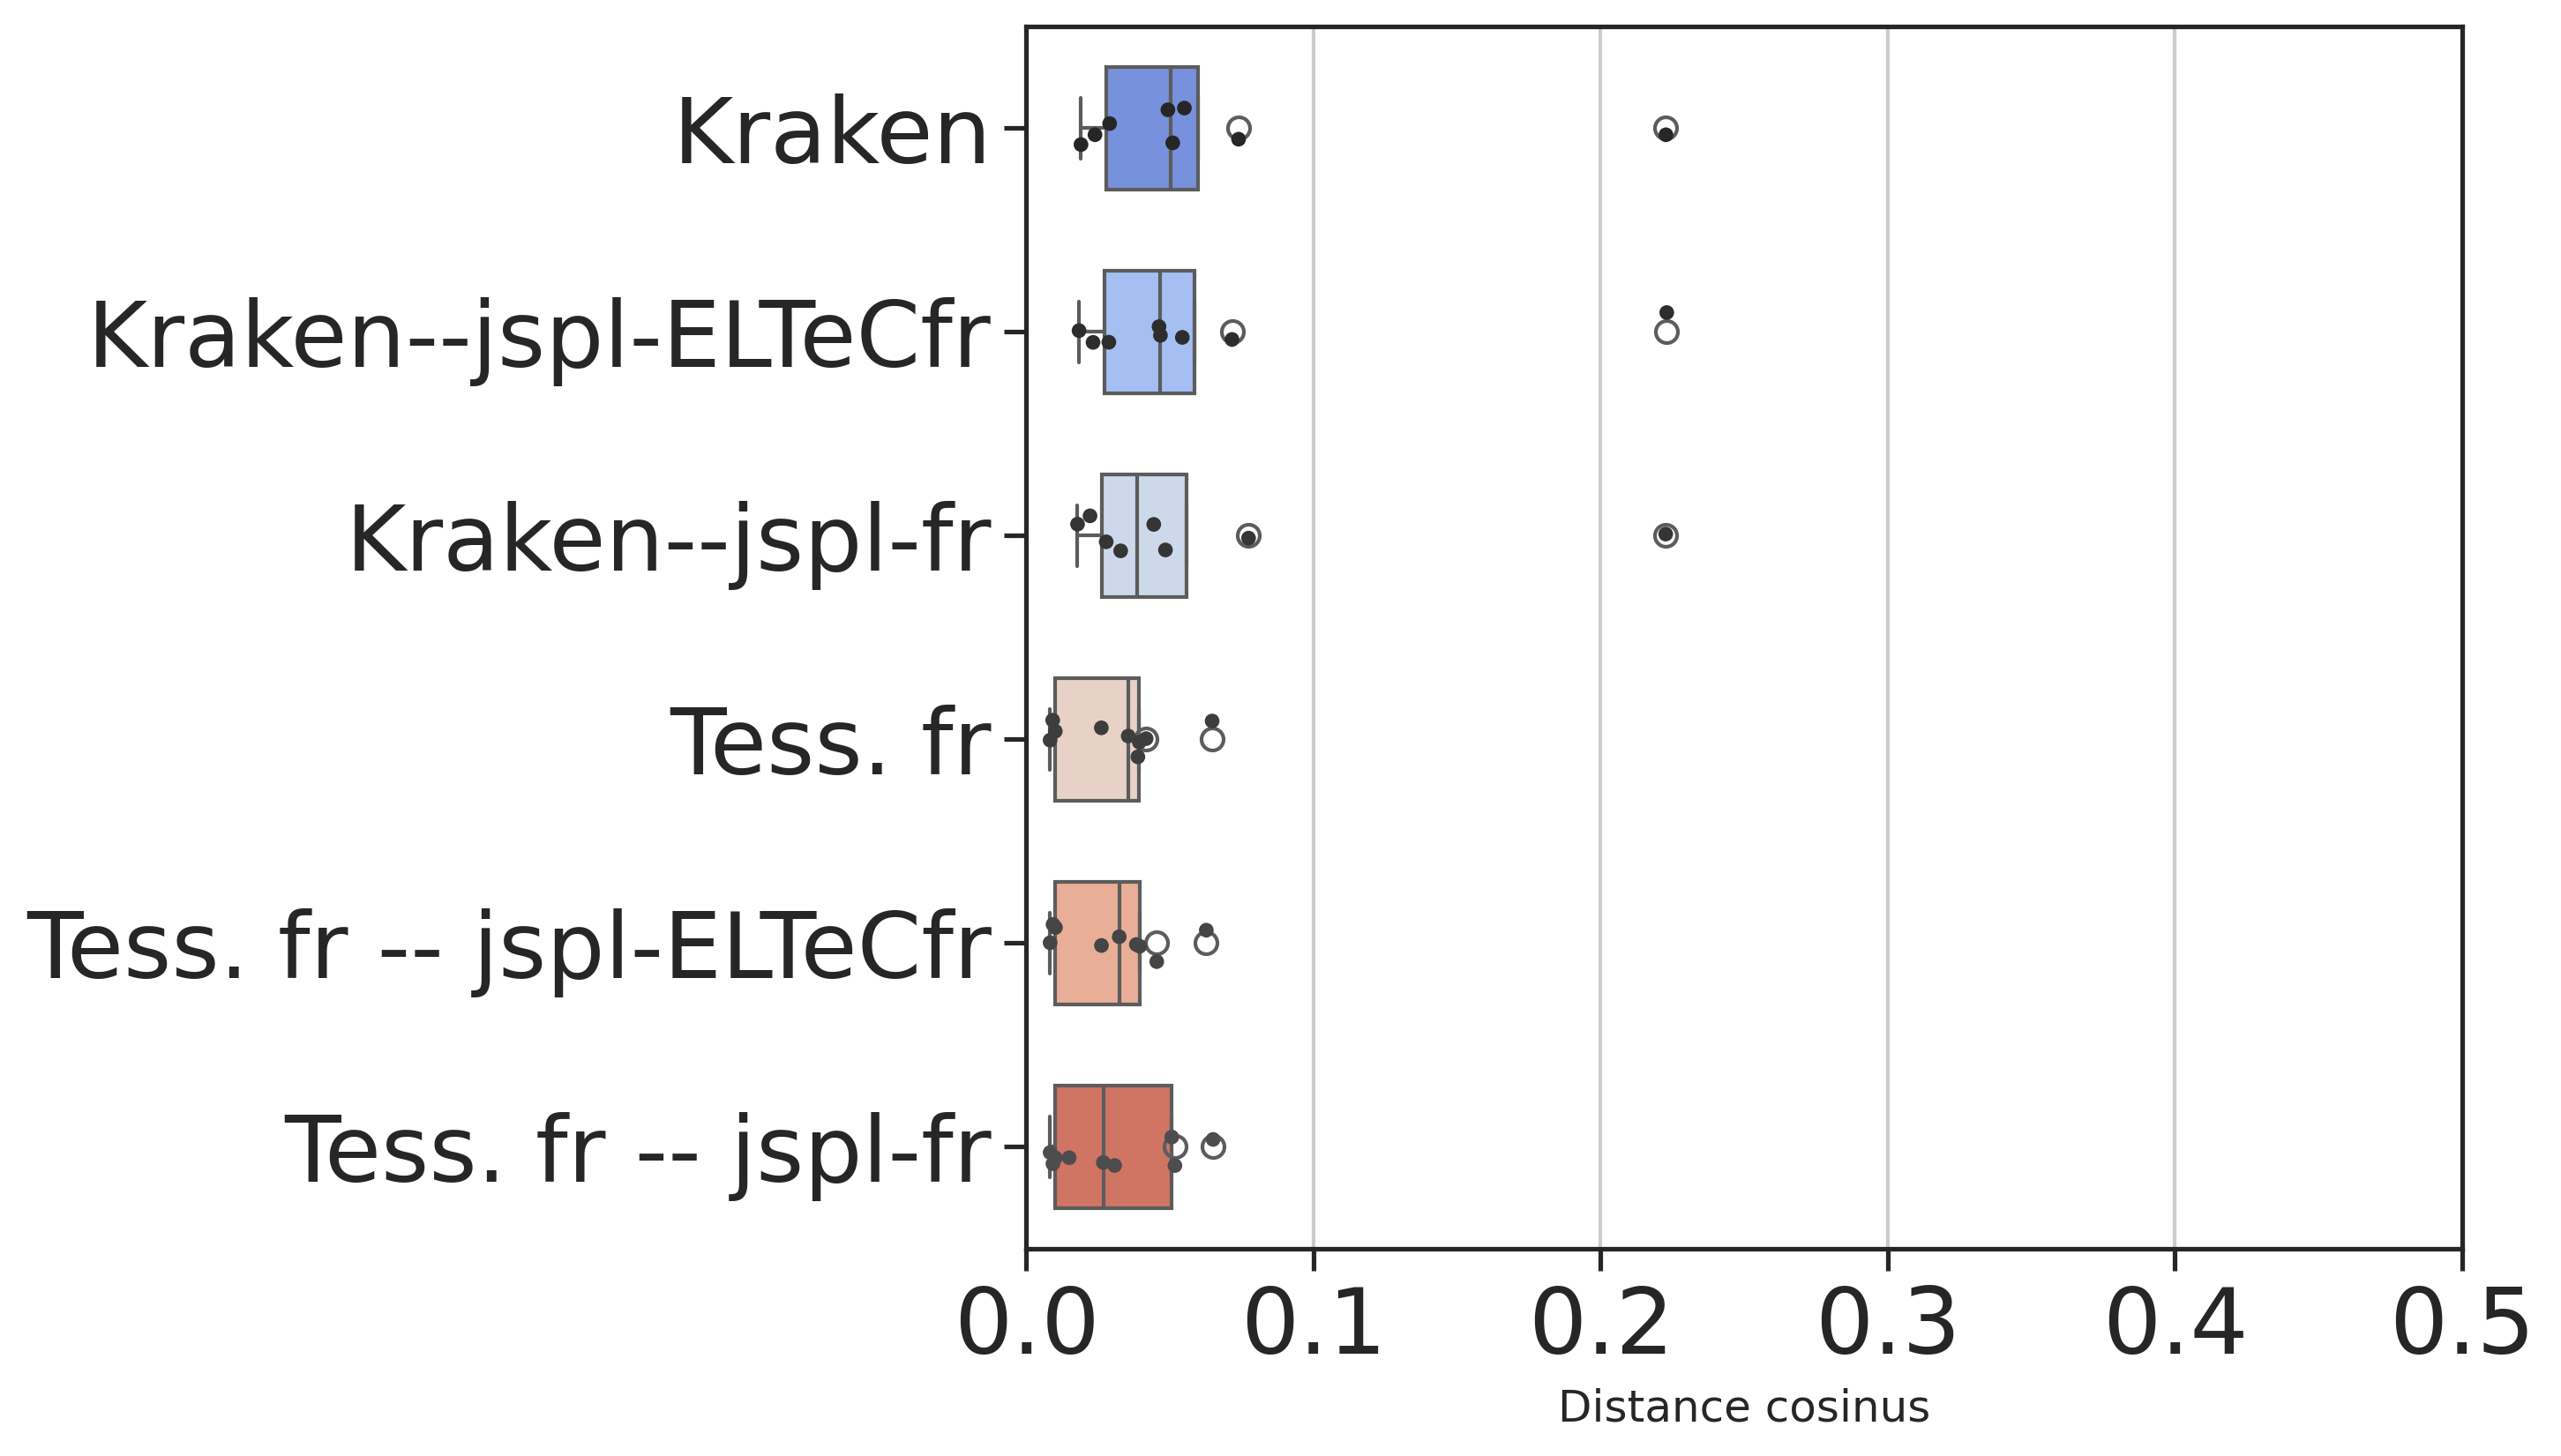 Kraken
Kraken--jspl-ELTeCfr
Kraken--jspl-fr
Tess. fr
Tess. fr -- jspl-ELTeCfr
Tess. fr -- jspl-fr
0.0 0.1 0.2 0.3 0.4 0.5
Distance cosinus